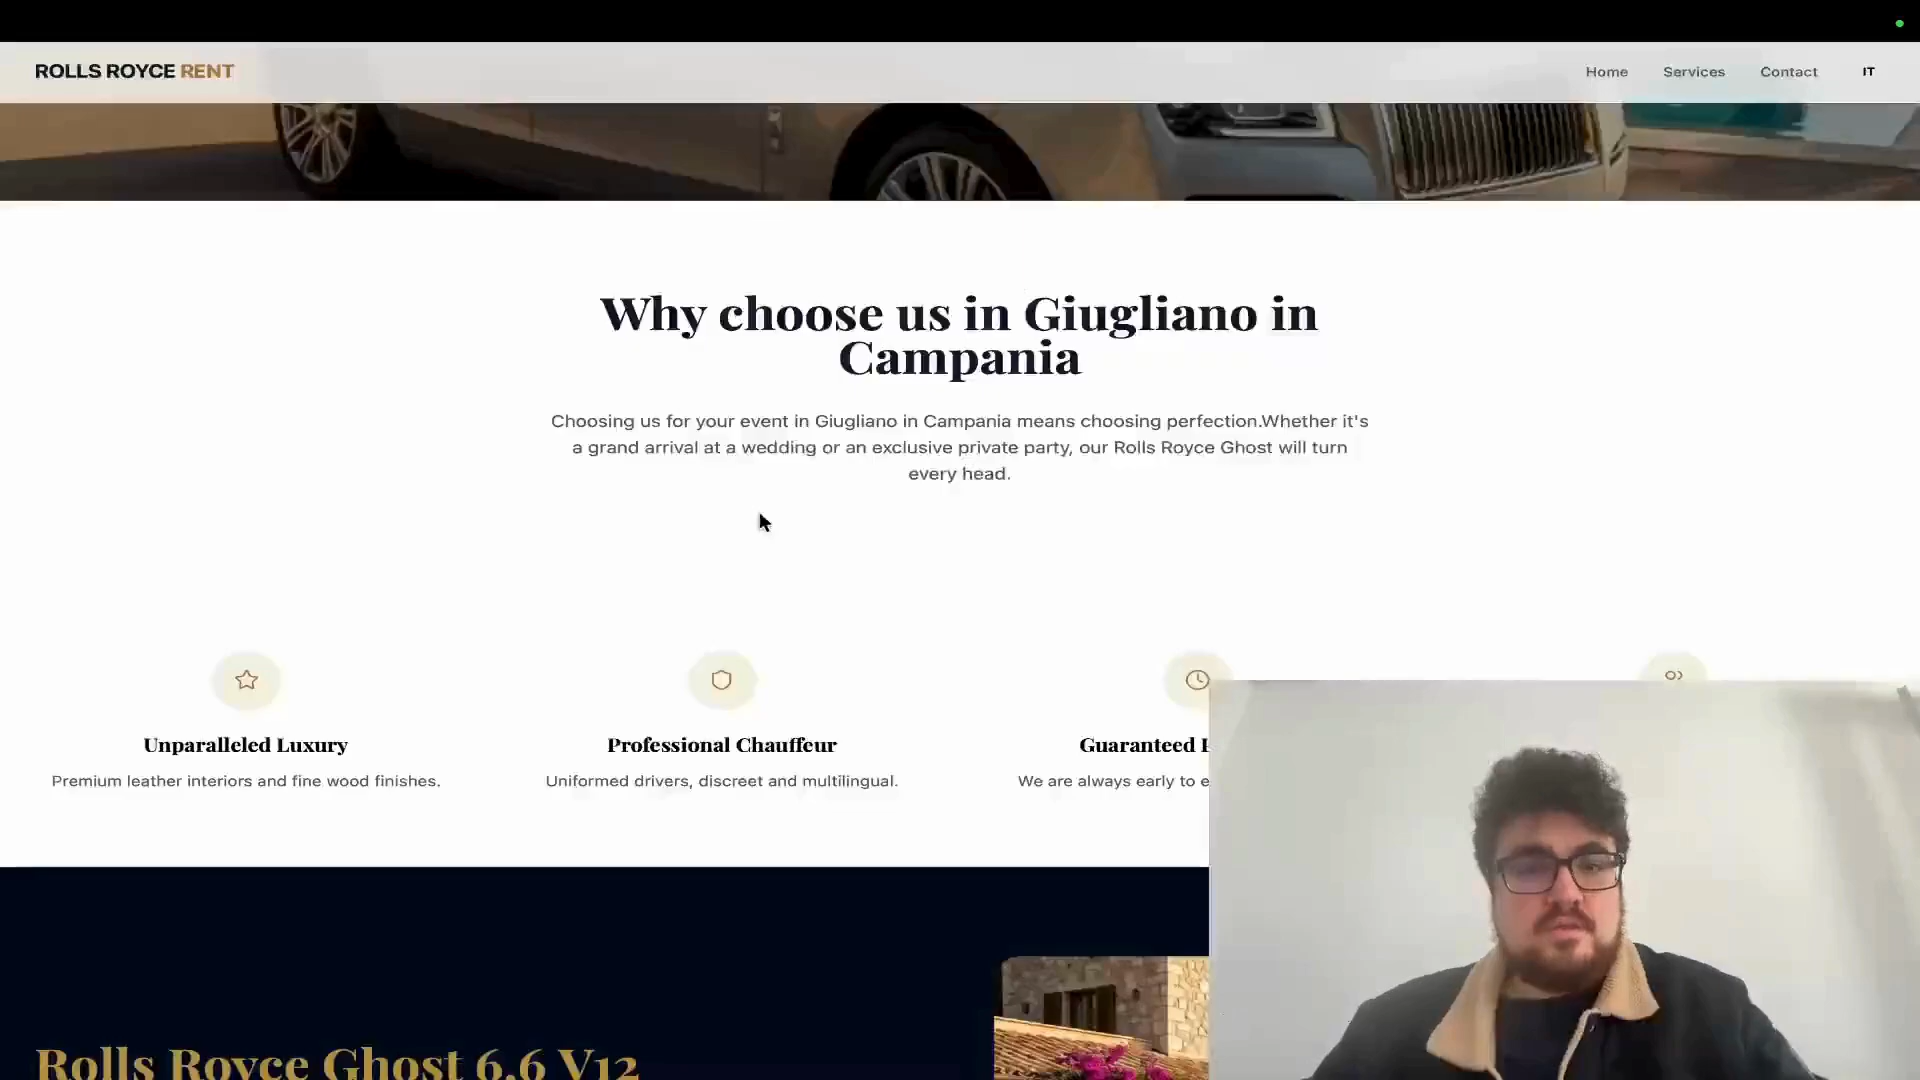 ROLLS ROYCE RENT
Home Services Contact IT
Why choose us in Giugliano in
Campania
Choosing us for your event in Giugliano in Campania means choosing perfection.Whether it's
a grand arrival at a wedding or an exclusive private party, our Rolls Royce Ghost will turn
every head.
Unparalleled Luxury
Premium leather interiors and fine wood finishes.
Professional Chauffeur
Uniformed drivers, discreet and multilingual.
Guaranteed
We are always early to
Rolls Royce Ghost 6.6 V12